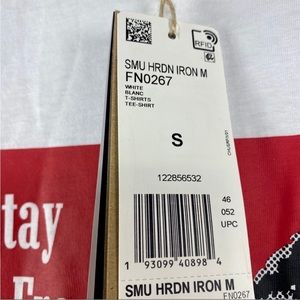 RFID
SMU HRDN IRON M
FN0267
WHITE
BLANC
T-SHIRTS
TEE-SHIRT
S
122856532
46
052
UPC
1 93099 40898 4
SMU HRDN IRON M
FN0267
tay